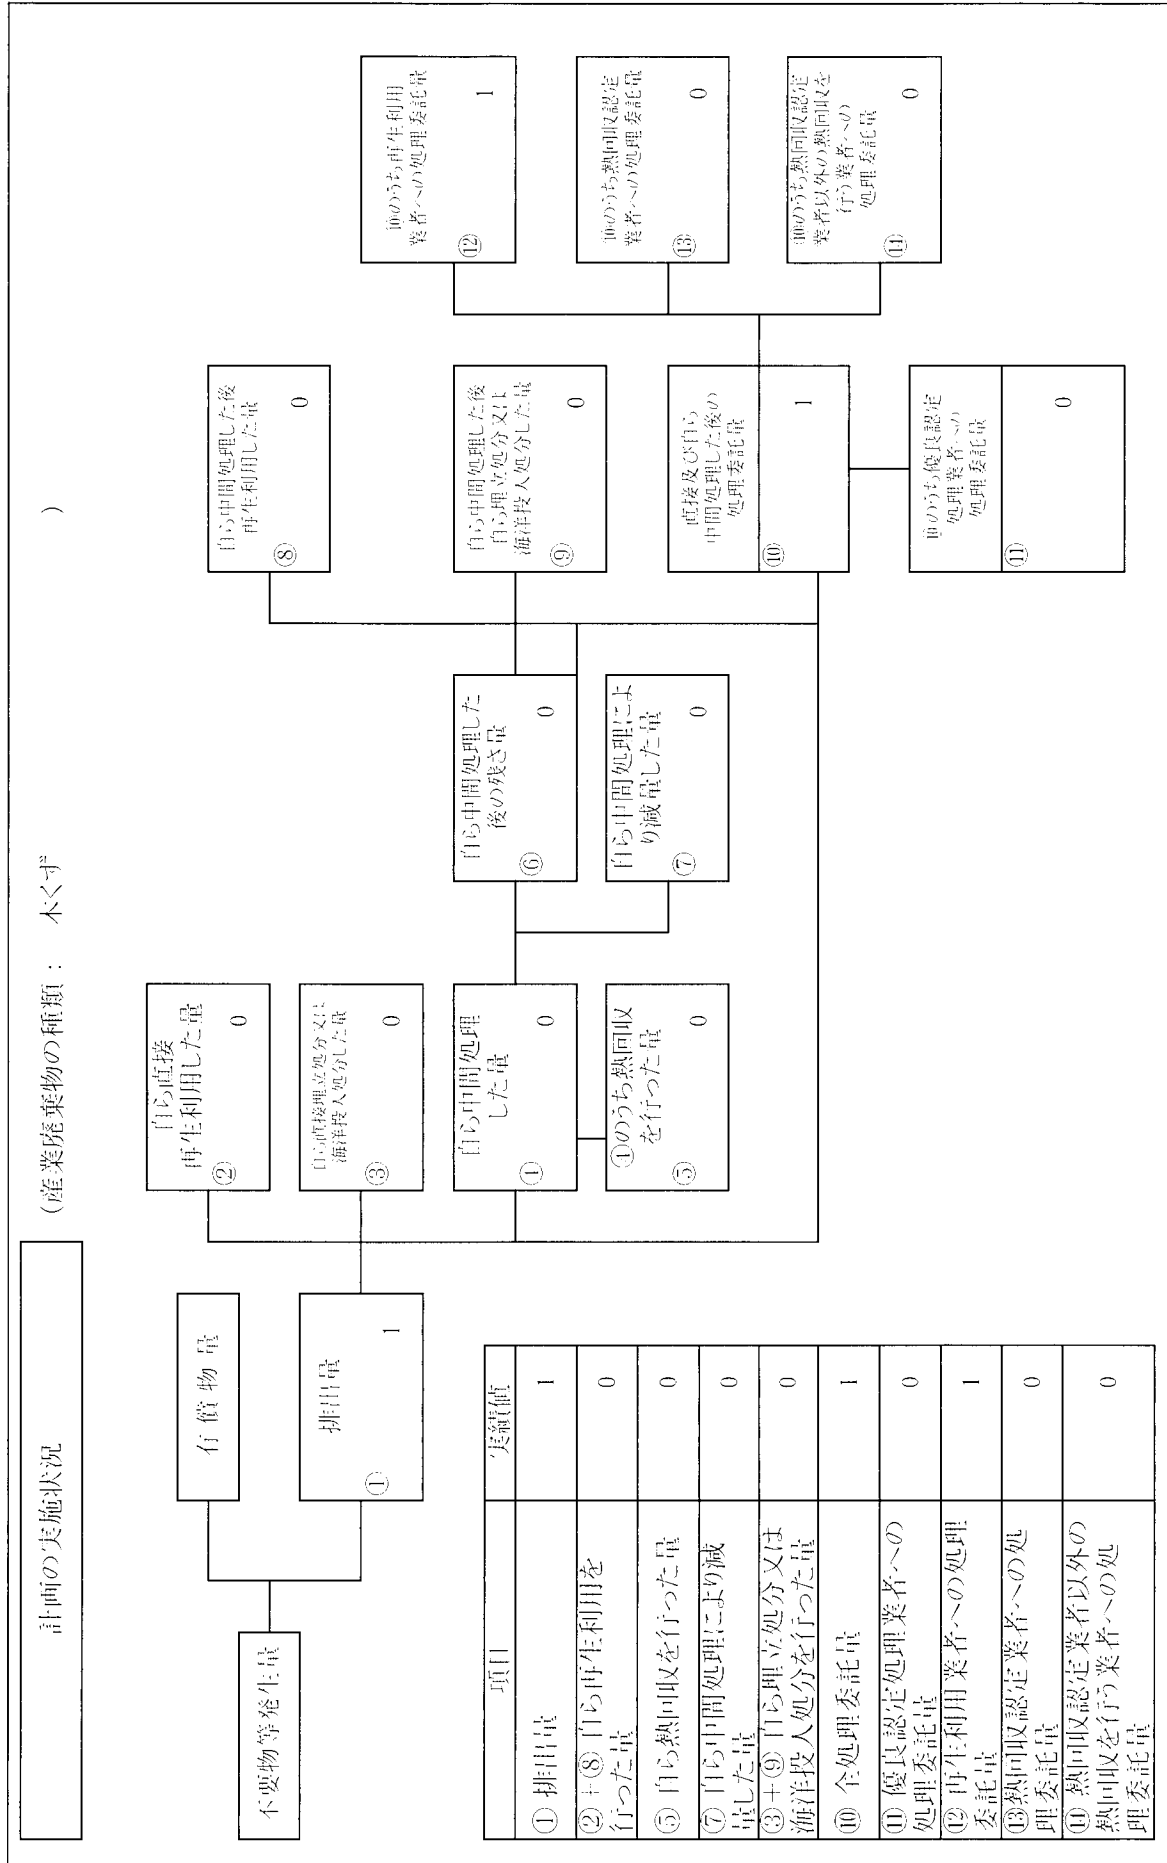 計画の実施状況
(産業廃棄物の種類： 木くず )
不要物等発生量
有償物量
排出量
① 1
自ら直接
再生利用した量
② 0
自ら直接埋立処分又は
海洋投入処分した量
③ 0
自ら中間処理
した量
④ 0
④のうち熱回収
を行った量
⑤ 0
自ら中間処理した
後の残さ量
⑥ 0
自ら中間処理によ
り減量した量
⑦ 0
自ら中間処理した後
再生利用した量
⑧ 0
自ら中間処理した後
自ら埋立処分又は
海洋投入処分した量
⑨ 0
直接及び自ら
中間処理した後の
処理委託量
⑩ 1
⑩のうち優良認定
処理業者への
処理委託量
⑪ 0
⑩のうち再生利用
業者への処理委託量
⑫ 1
⑩のうち熱回収認定
業者への処理委託量
⑬ 0
⑩のうち熱回収認定
業者以外の熱回収を
行う業者への
処理委託量
⑭ 0
項目 実績値
① 排出量 1
②+⑧ 自ら再生利用を
行った量 0
⑤ 自ら熱回収を行った量 0
⑦ 自ら中間処理により減
量した量 0
③+⑨ 自ら埋立処分又は
海洋投入処分を行った量 0
⑩ 全処理委託量 1
⑪ 優良認定処理業者への
処理委託量 0
⑫ 再生利用業者への処理
委託量 1
⑬熱回収認定業者への処
理委託量 0
⑭ 熱回収認定業者以外の
熱回収を行う業者への処
理委託量 0